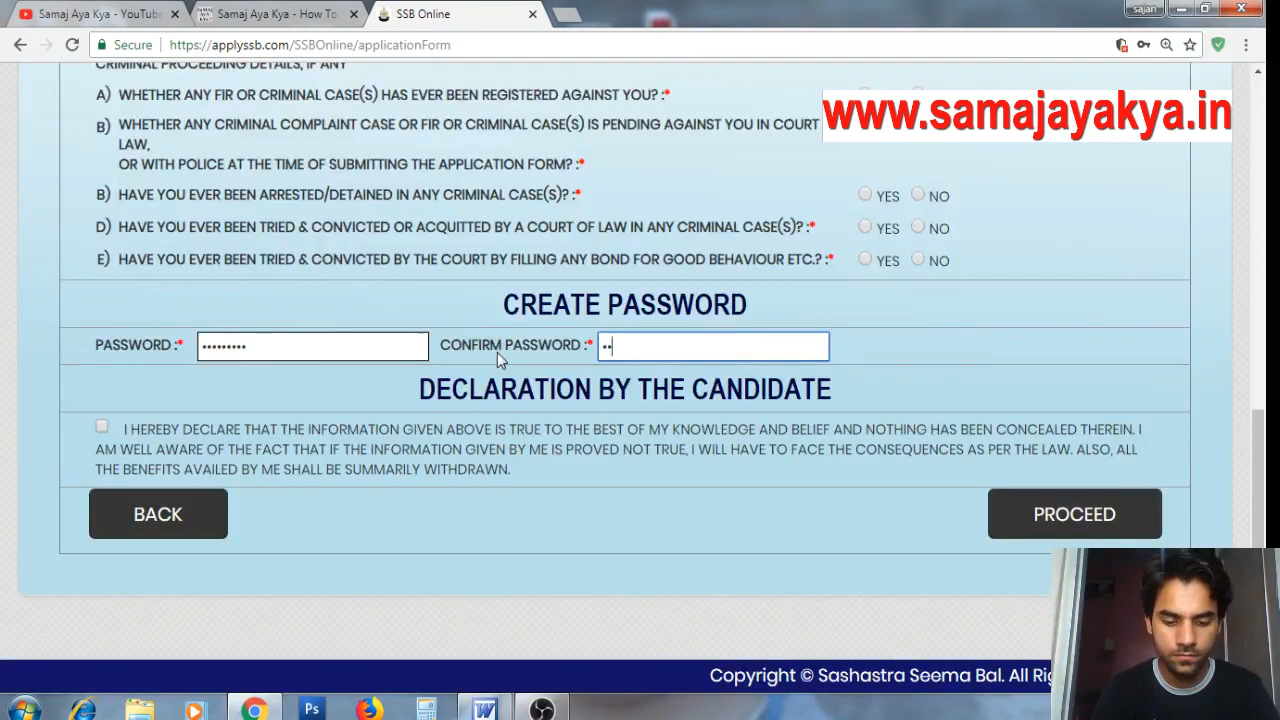 Samaj Aya Kya - YouTube
Samaj Aya Kya - How To
SSB Online
sajan
Secure
https://applyssb.com/SSBOnline/applicationForm
CRIMINAL PROCEEDING DETAILS, IF ANY
A) WHETHER ANY FIR OR CRIMINAL CASE(S) HAS EVER BEEN REGISTERED AGAINST YOU? :*
www.samajayakya.in
B) WHETHER ANY CRIMINAL COMPLAINT CASE OR FIR OR CRIMINAL CASE(S) IS PENDING AGAINST YOU IN COURT
LAW,
OR WITH POLICE AT THE TIME OF SUBMITTING THE APPLICATION FORM? :*
B) HAVE YOU EVER BEEN ARRESTED/DETAINED IN ANY CRIMINAL CASE(S)? :* YES NO
D) HAVE YOU EVER BEEN TRIED & CONVICTED OR ACQUITTED BY A COURT OF LAW IN ANY CRIMINAL CASE(S)? :* YES NO
E) HAVE YOU EVER BEEN TRIED & CONVICTED BY THE COURT BY FILLING ANY BOND FOR GOOD BEHAVIOUR ETC.? :* YES NO
CREATE PASSWORD
PASSWORD :* ••••••••• CONFIRM PASSWORD :* ••
DECLARATION BY THE CANDIDATE
I HEREBY DECLARE THAT THE INFORMATION GIVEN ABOVE IS TRUE TO THE BEST OF MY KNOWLEDGE AND BELIEF AND NOTHING HAS BEEN CONCEALED THEREIN. I
AM WELL AWARE OF THE FACT THAT IF THE INFORMATION GIVEN BY ME IS PROVED NOT TRUE, I WILL HAVE TO FACE THE CONSEQUENCES AS PER THE LAW. ALSO, ALL
THE BENEFITS AVAILED BY ME SHALL BE SUMMARILY WITHDRAWN.
BACK
PROCEED
Copyright © Sashastra Seema Bal. All Ri
Ps